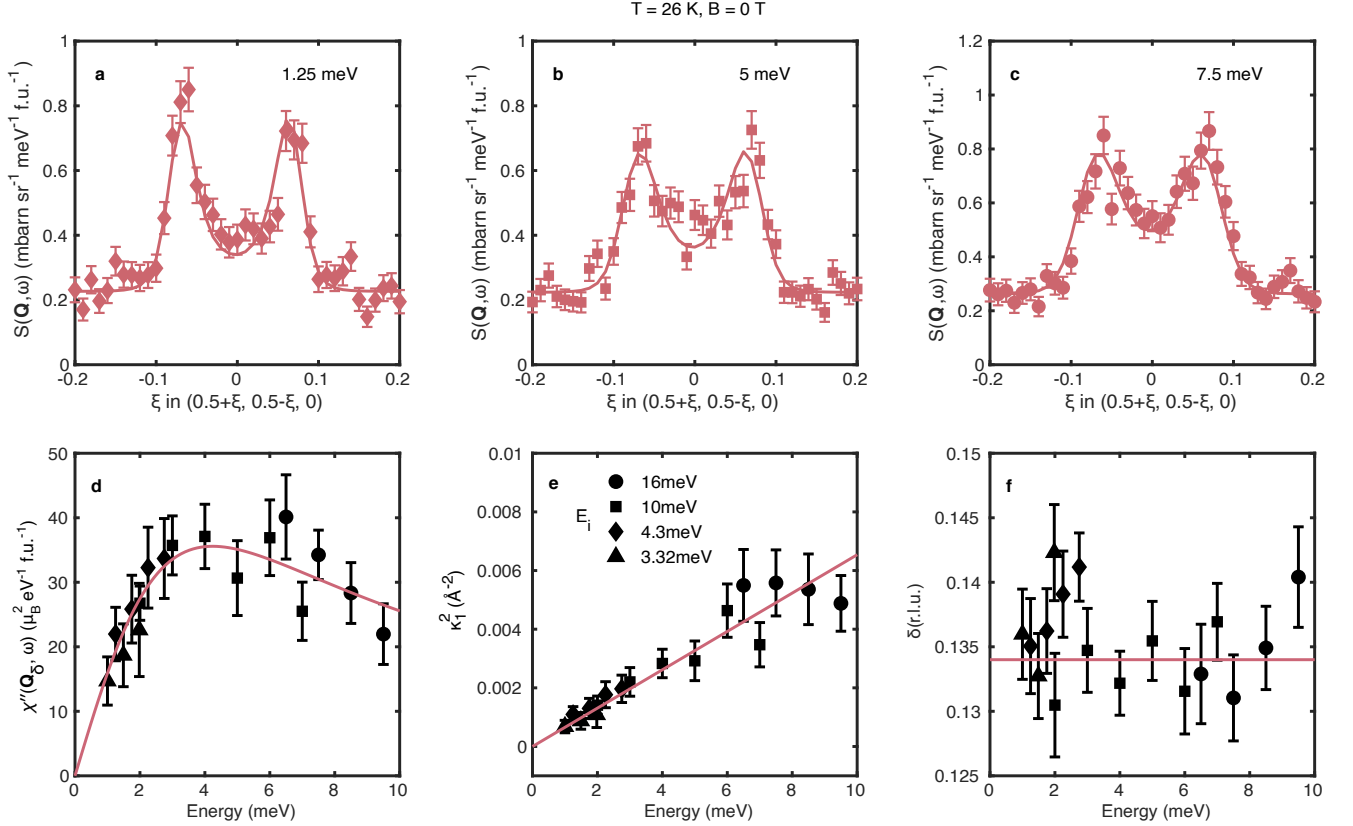 T = 26 K, B = 0 T
a
1.25 meV
S(Q,ω) (mbarn sr⁻¹ meV⁻¹ f.u.⁻¹)
1
0.8
0.6
0.4
0.2
0
-0.2 -0.1 0 0.1 0.2
ξ in (0.5+ξ, 0.5-ξ, 0)
b
5 meV
S(Q,ω) (mbarn sr⁻¹ meV⁻¹ f.u.⁻¹)
1
0.8
0.6
0.4
0.2
0
-0.2 -0.1 0 0.1 0.2
ξ in (0.5+ξ, 0.5-ξ, 0)
c
7.5 meV
S(Q,ω) (mbarn sr⁻¹ meV⁻¹ f.u.⁻¹)
1.2
1
0.8
0.6
0.4
0.2
0
-0.2 -0.1 0 0.1 0.2
ξ in (0.5+ξ, 0.5-ξ, 0)
d
χ′′(Q_δ, ω) (μ_B² eV⁻¹ f.u.⁻¹)
50
40
30
20
10
0
0 2 4 6 8 10
Energy (meV)
e
E_i
16meV
10meV
4.3meV
3.32meV
κ₁² (Å⁻²)
0.01
0.008
0.006
0.004
0.002
0
0 2 4 6 8 10
Energy (meV)
f
δ(r.l.u.)
0.15
0.145
0.14
0.135
0.13
0.125
0 2 4 6 8 10
Energy (meV)